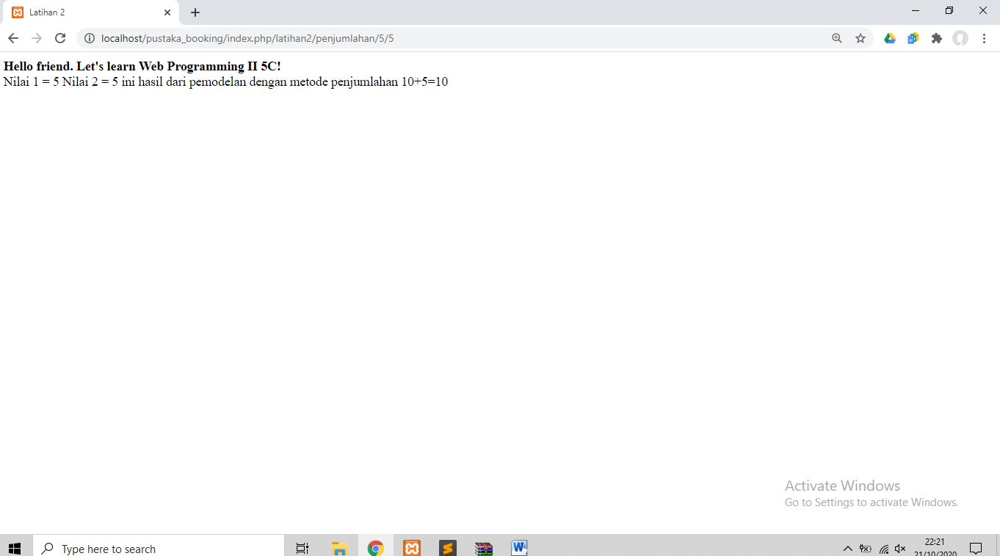 Latihan 2
localhost/pustaka_booking/index.php/latihan2/penjumlahan/5/5
Hello friend. Let's learn Web Programming II 5C!
Nilai 1 = 5 Nilai 2 = 5 ini hasil dari pemodelan dengan metode penjumlahan 10+5=10
Activate Windows
Go to Settings to activate Windows.
Type here to search
22:21
21/10/2020